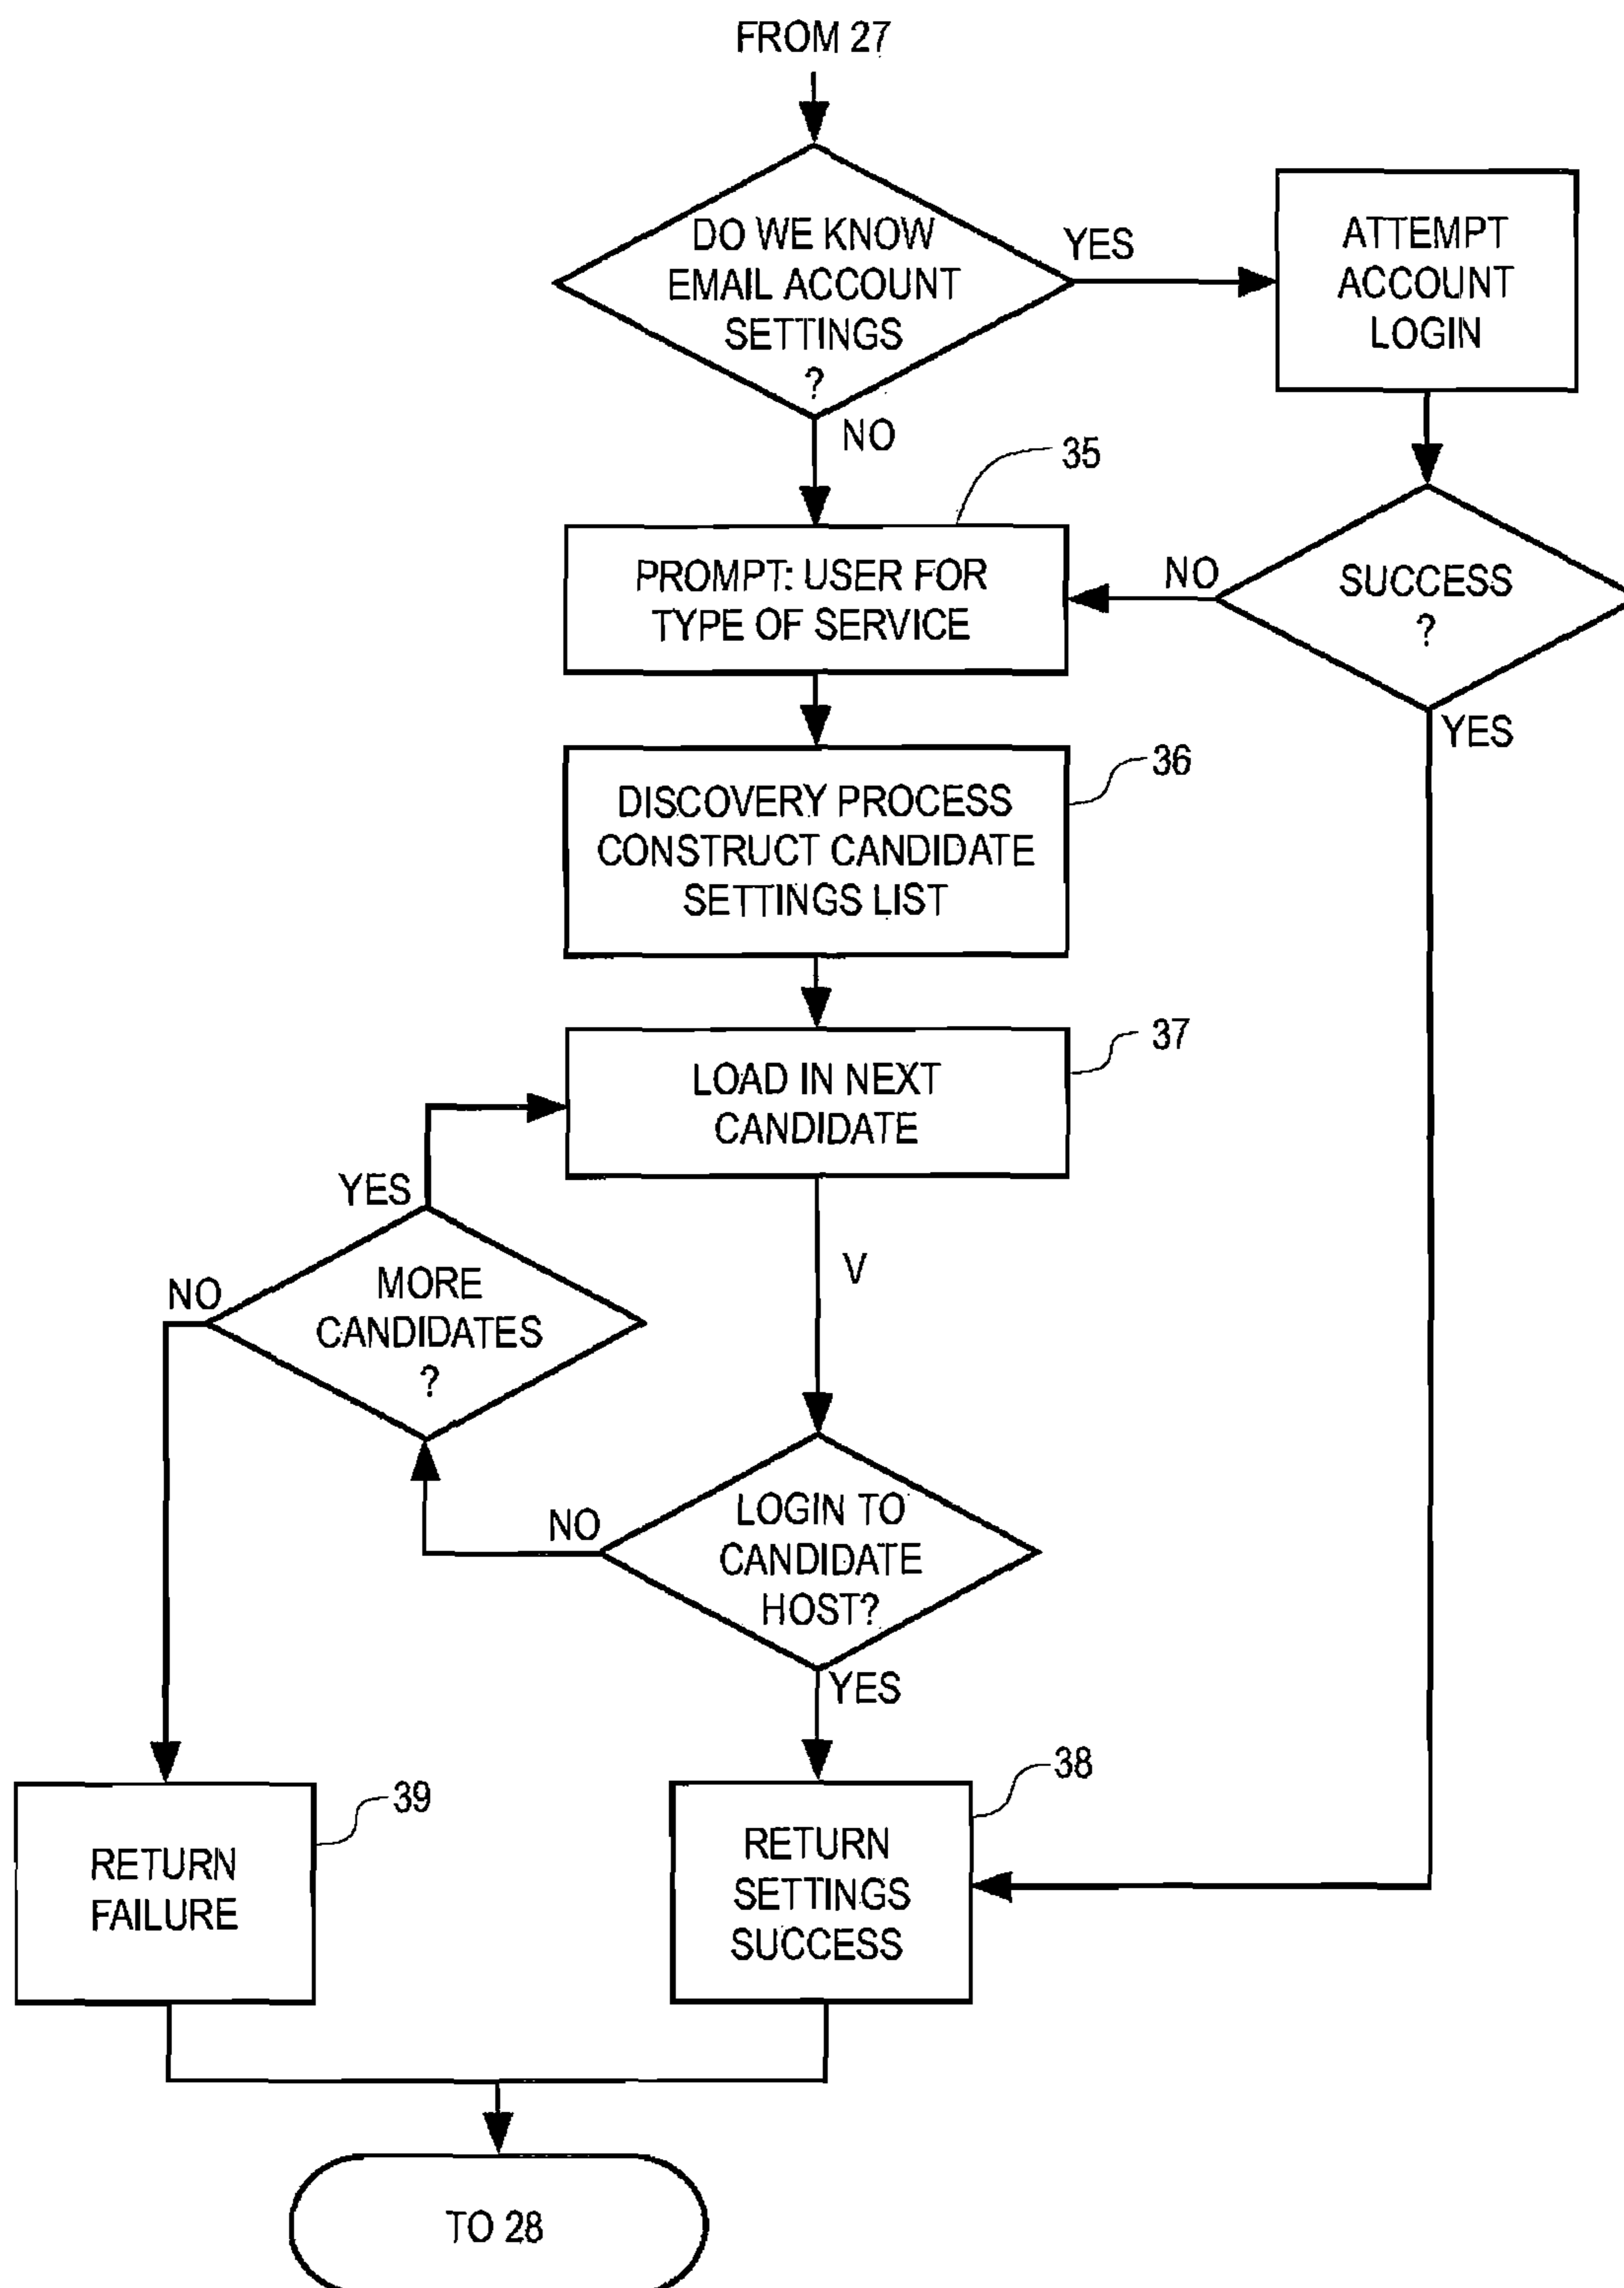 FROM 27
DO WE KNOW
EMAIL ACCOUNT
SETTINGS
?
YES
ATTEMPT
ACCOUNT
LOGIN
NO
35
PROMPT: USER FOR
TYPE OF SERVICE
NO
SUCCESS
?
YES
36
DISCOVERY PROCESS
CONSTRUCT CANDIDATE
SETTINGS LIST
37
LOAD IN NEXT
CANDIDATE
YES
V
NO
MORE
CANDIDATES
?
NO
LOGIN TO
CANDIDATE
HOST?
YES
39
RETURN
FAILURE
38
RETURN
SETTINGS
SUCCESS
TO 28